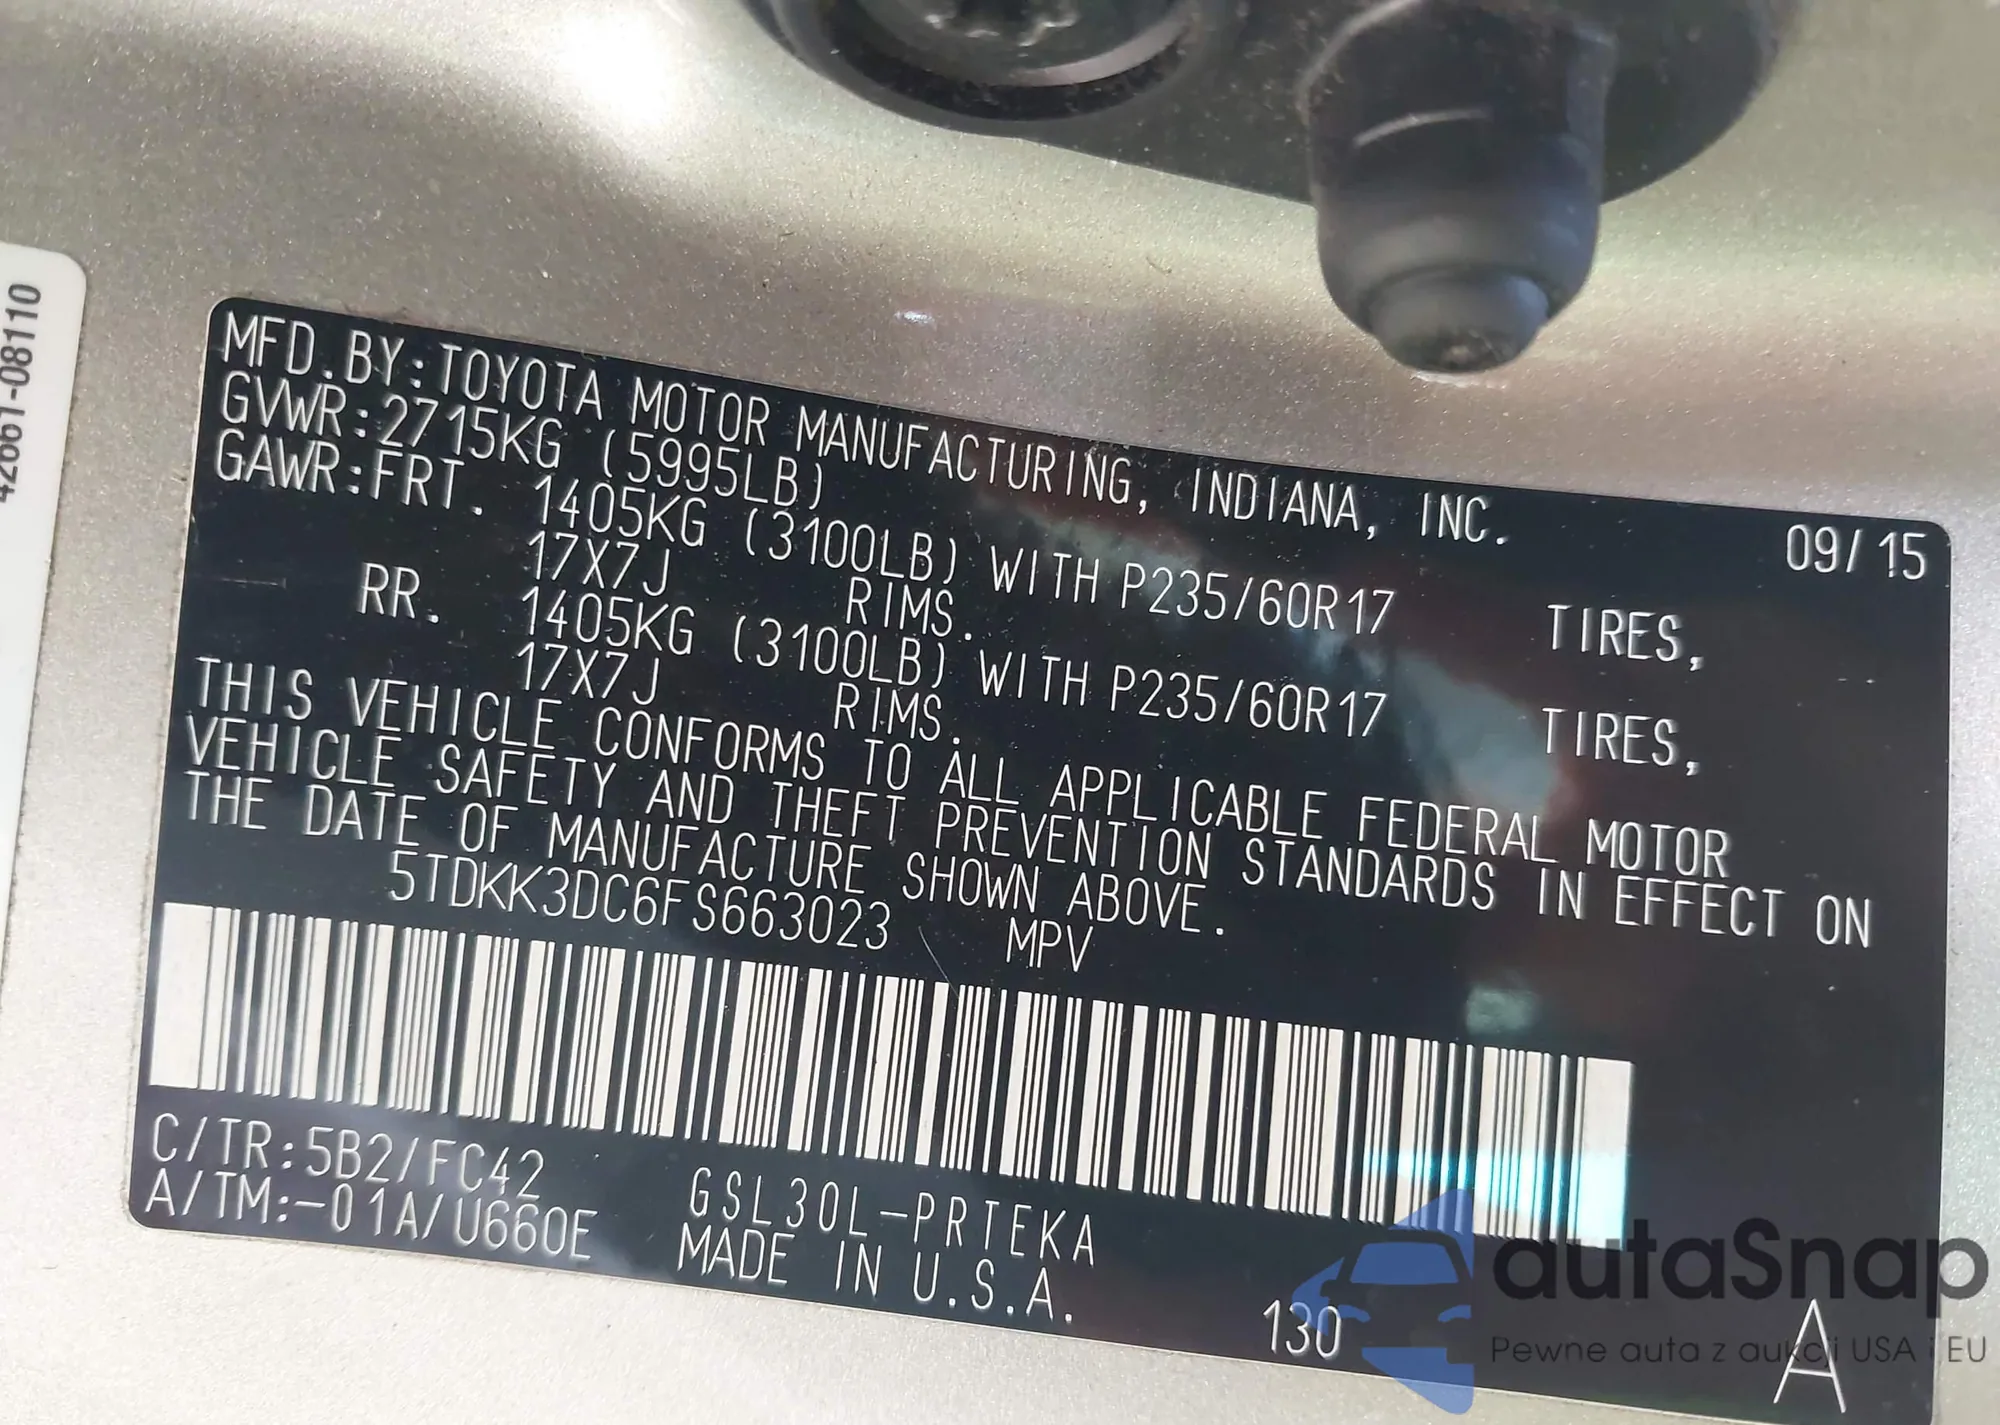 42661-08110
MFD.BY:TOYOTA MOTOR MANUFACTURING, INDIANA, INC. 09/15
GVWR:2715KG (5995LB)
GAWR:FRT. 1405KG (3100LB) WITH P235/60R17 TIRES,
17X7J RIMS.
RR. 1405KG (3100LB) WITH P235/60R17 TIRES,
17X7J RIMS.
THIS VEHICLE CONFORMS TO ALL APPLICABLE FEDERAL MOTOR
VEHICLE SAFETY AND THEFT PREVENTION STANDARDS IN EFFECT ON
THE DATE OF MANUFACTURE SHOWN ABOVE.
5TDKK3DC6FS663023 MPV
C/TR:5B2/FC42
A/TM:-01A/U660E
GSL30L-PRTEKA
MADE IN U.S.A.
130
A
autaSnap
Pewne auta z aukcji USA i EU